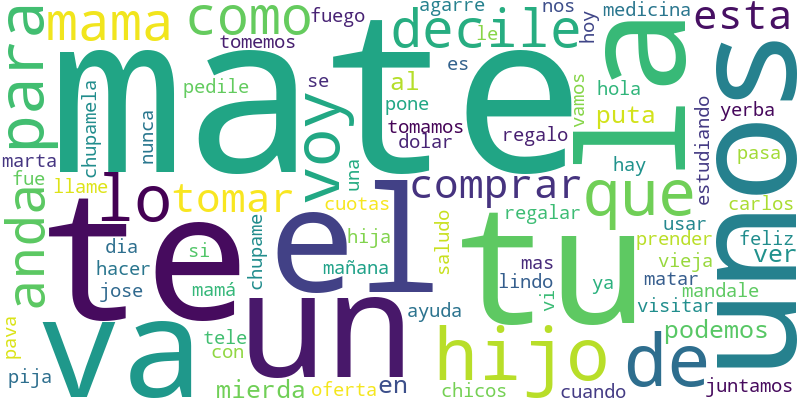 mama
como
fuego
agarre
nos
hoy
medicina
esta
para
tomemos
decile
le
mate
es
la
unos
chupamela
nunca
pedile
se
al
pone
vamos
hola
puta
estudiando
yerba
marta
voy
tomamos
dolar
regalo
pasa
fue
llame
lo
tomar
una
comprar
hay
que
anda
te
el
cuotas
regalar
carlos
tu
dia
si
chupame
hija
saludo
usar
prender
feliz
hacer
mañana
mas
vieja
ver
jose
mamá
un
lindo
vi
ya
matar
mandale
va
ayuda
visitar
pava
tele
con
hijo
de
podemos
pija
mierda
oferta
en
chicos
cuando
juntamos